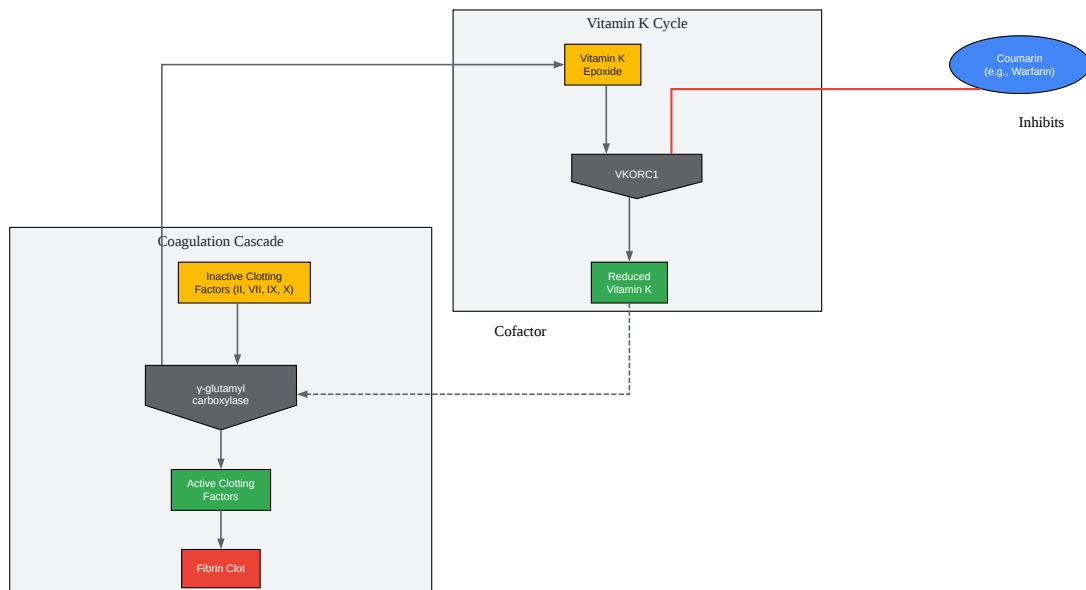 Vitamin K Cycle
Vitamin K
Epoxide
Coumarin
(e.g., Warfarin)
Inhibits
VKORC1
Coagulation Cascade
Inactive Clotting
Factors (II, VII, IX, X)
Reduced
Vitamin K
Cofactor
γ-glutamyl
carboxylase
Active Clotting
Factors
Fibrin Clot